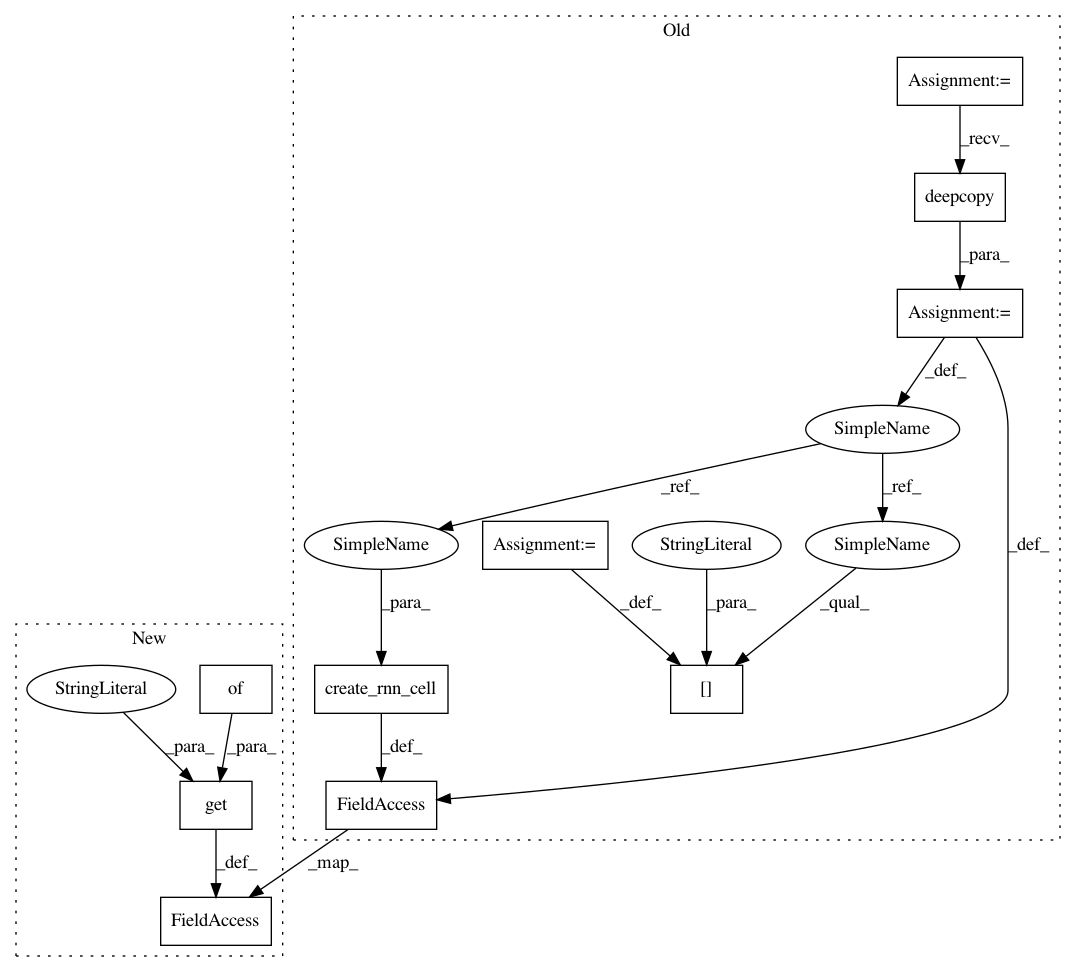 Old
Assignment:=
_recv_
deepcopy
_para_
Assignment:=
_def_
SimpleName
_ref_
_ref_
_def_
SimpleName
Assignment:=
StringLiteral
SimpleName
_para_
_def_
_para_
_qual_
New
StringLiteral
of
create_rnn_cell
[]
_para_
_para_
_def_
get
FieldAccess
_def_
_map_
FieldAccess